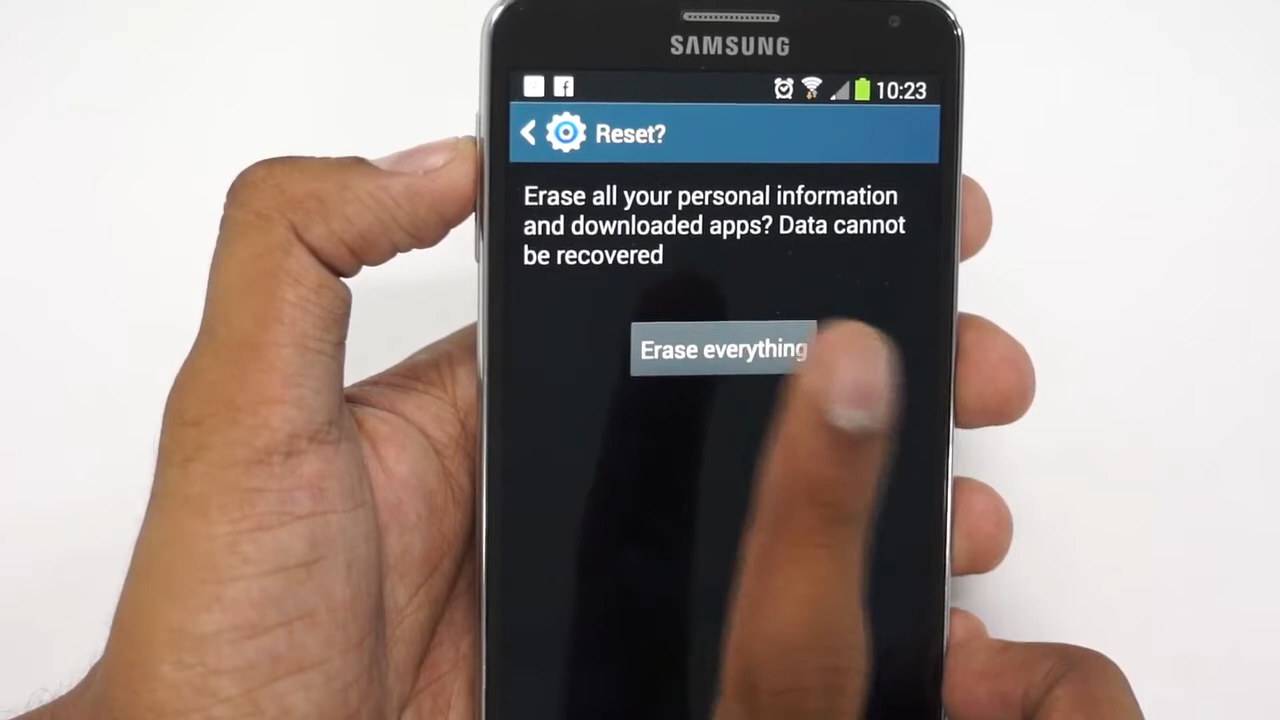 SAMSUNG
10:23
Reset?
Erase all your personal information
and downloaded apps? Data cannot
be recovered
Erase everything